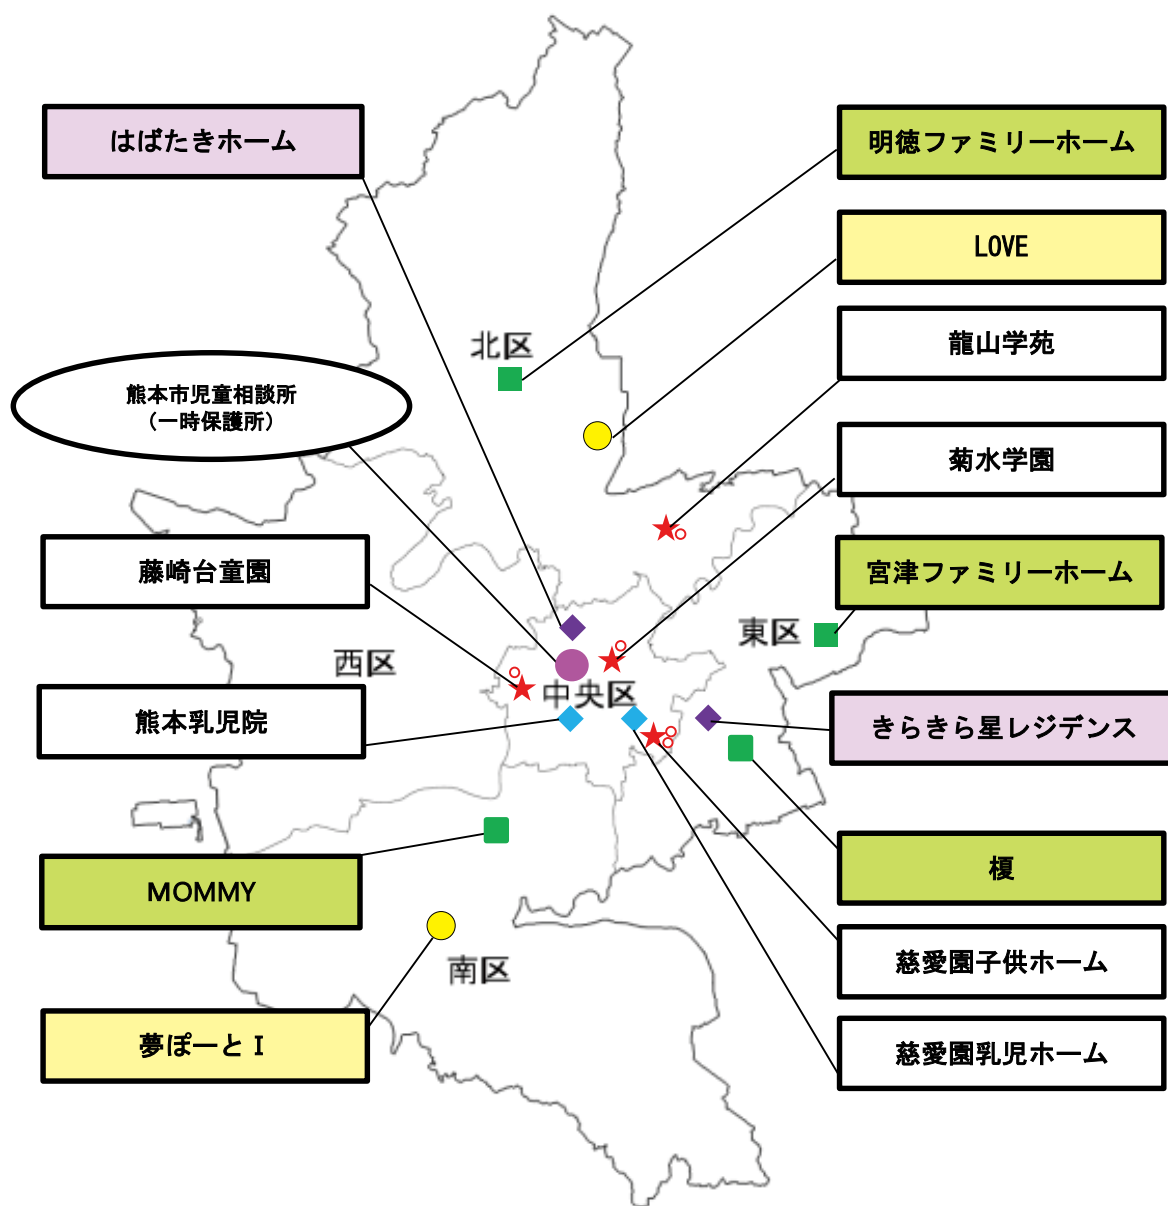 はばたきホーム
明徳ファミリーホーム
LOVE
龍山学苑
北区
熊本市児童相談所
（一時保護所）
菊水学園
藤崎台童園
宮津ファミリーホーム
東区
西区
中央区
熊本乳児院
きらきら星レジデンス
MOMMY
榎
慈愛園子供ホーム
南区
夢ぽーとⅠ
慈愛園乳児ホーム